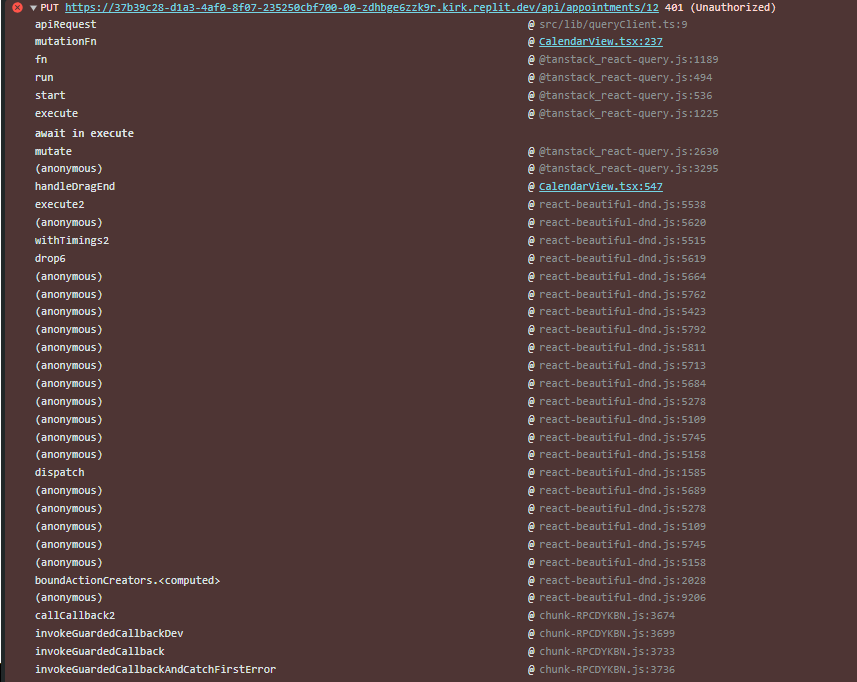 PUT https://37b39c28-d1a3-4af0-8f07-235250cbf700-00-zdhbge6zzk9r.kirk.replit.dev/api/appointments/12 401 (Unauthorized)
apiRequest @ src/lib/queryClient.ts:9
mutationFn @ CalendarView.tsx:237
fn @ @tanstack_react-query.js:1189
run @ @tanstack_react-query.js:494
start @ @tanstack_react-query.js:536
execute @ @tanstack_react-query.js:1225
await in execute
mutate @ @tanstack_react-query.js:2630
(anonymous) @ @tanstack_react-query.js:3295
handleDragEnd @ CalendarView.tsx:547
execute2 @ react-beautiful-dnd.js:5538
(anonymous) @ react-beautiful-dnd.js:5620
withTimings2 @ react-beautiful-dnd.js:5515
drop6 @ react-beautiful-dnd.js:5619
(anonymous) @ react-beautiful-dnd.js:5664
(anonymous) @ react-beautiful-dnd.js:5762
(anonymous) @ react-beautiful-dnd.js:5423
(anonymous) @ react-beautiful-dnd.js:5792
(anonymous) @ react-beautiful-dnd.js:5811
(anonymous) @ react-beautiful-dnd.js:5713
(anonymous) @ react-beautiful-dnd.js:5684
(anonymous) @ react-beautiful-dnd.js:5278
(anonymous) @ react-beautiful-dnd.js:5109
(anonymous) @ react-beautiful-dnd.js:5745
(anonymous) @ react-beautiful-dnd.js:5158
dispatch @ react-beautiful-dnd.js:1585
(anonymous) @ react-beautiful-dnd.js:5689
(anonymous) @ react-beautiful-dnd.js:5278
(anonymous) @ react-beautiful-dnd.js:5109
(anonymous) @ react-beautiful-dnd.js:5745
(anonymous) @ react-beautiful-dnd.js:5158
boundActionCreators.<computed> @ react-beautiful-dnd.js:2028
(anonymous) @ react-beautiful-dnd.js:9206
callCallback2 @ chunk-RPCDYKBN.js:3674
invokeGuardedCallbackDev @ chunk-RPCDYKBN.js:3699
invokeGuardedCallback @ chunk-RPCDYKBN.js:3733
invokeGuardedCallbackAndCatchFirstError @ chunk-RPCDYKBN.js:3736